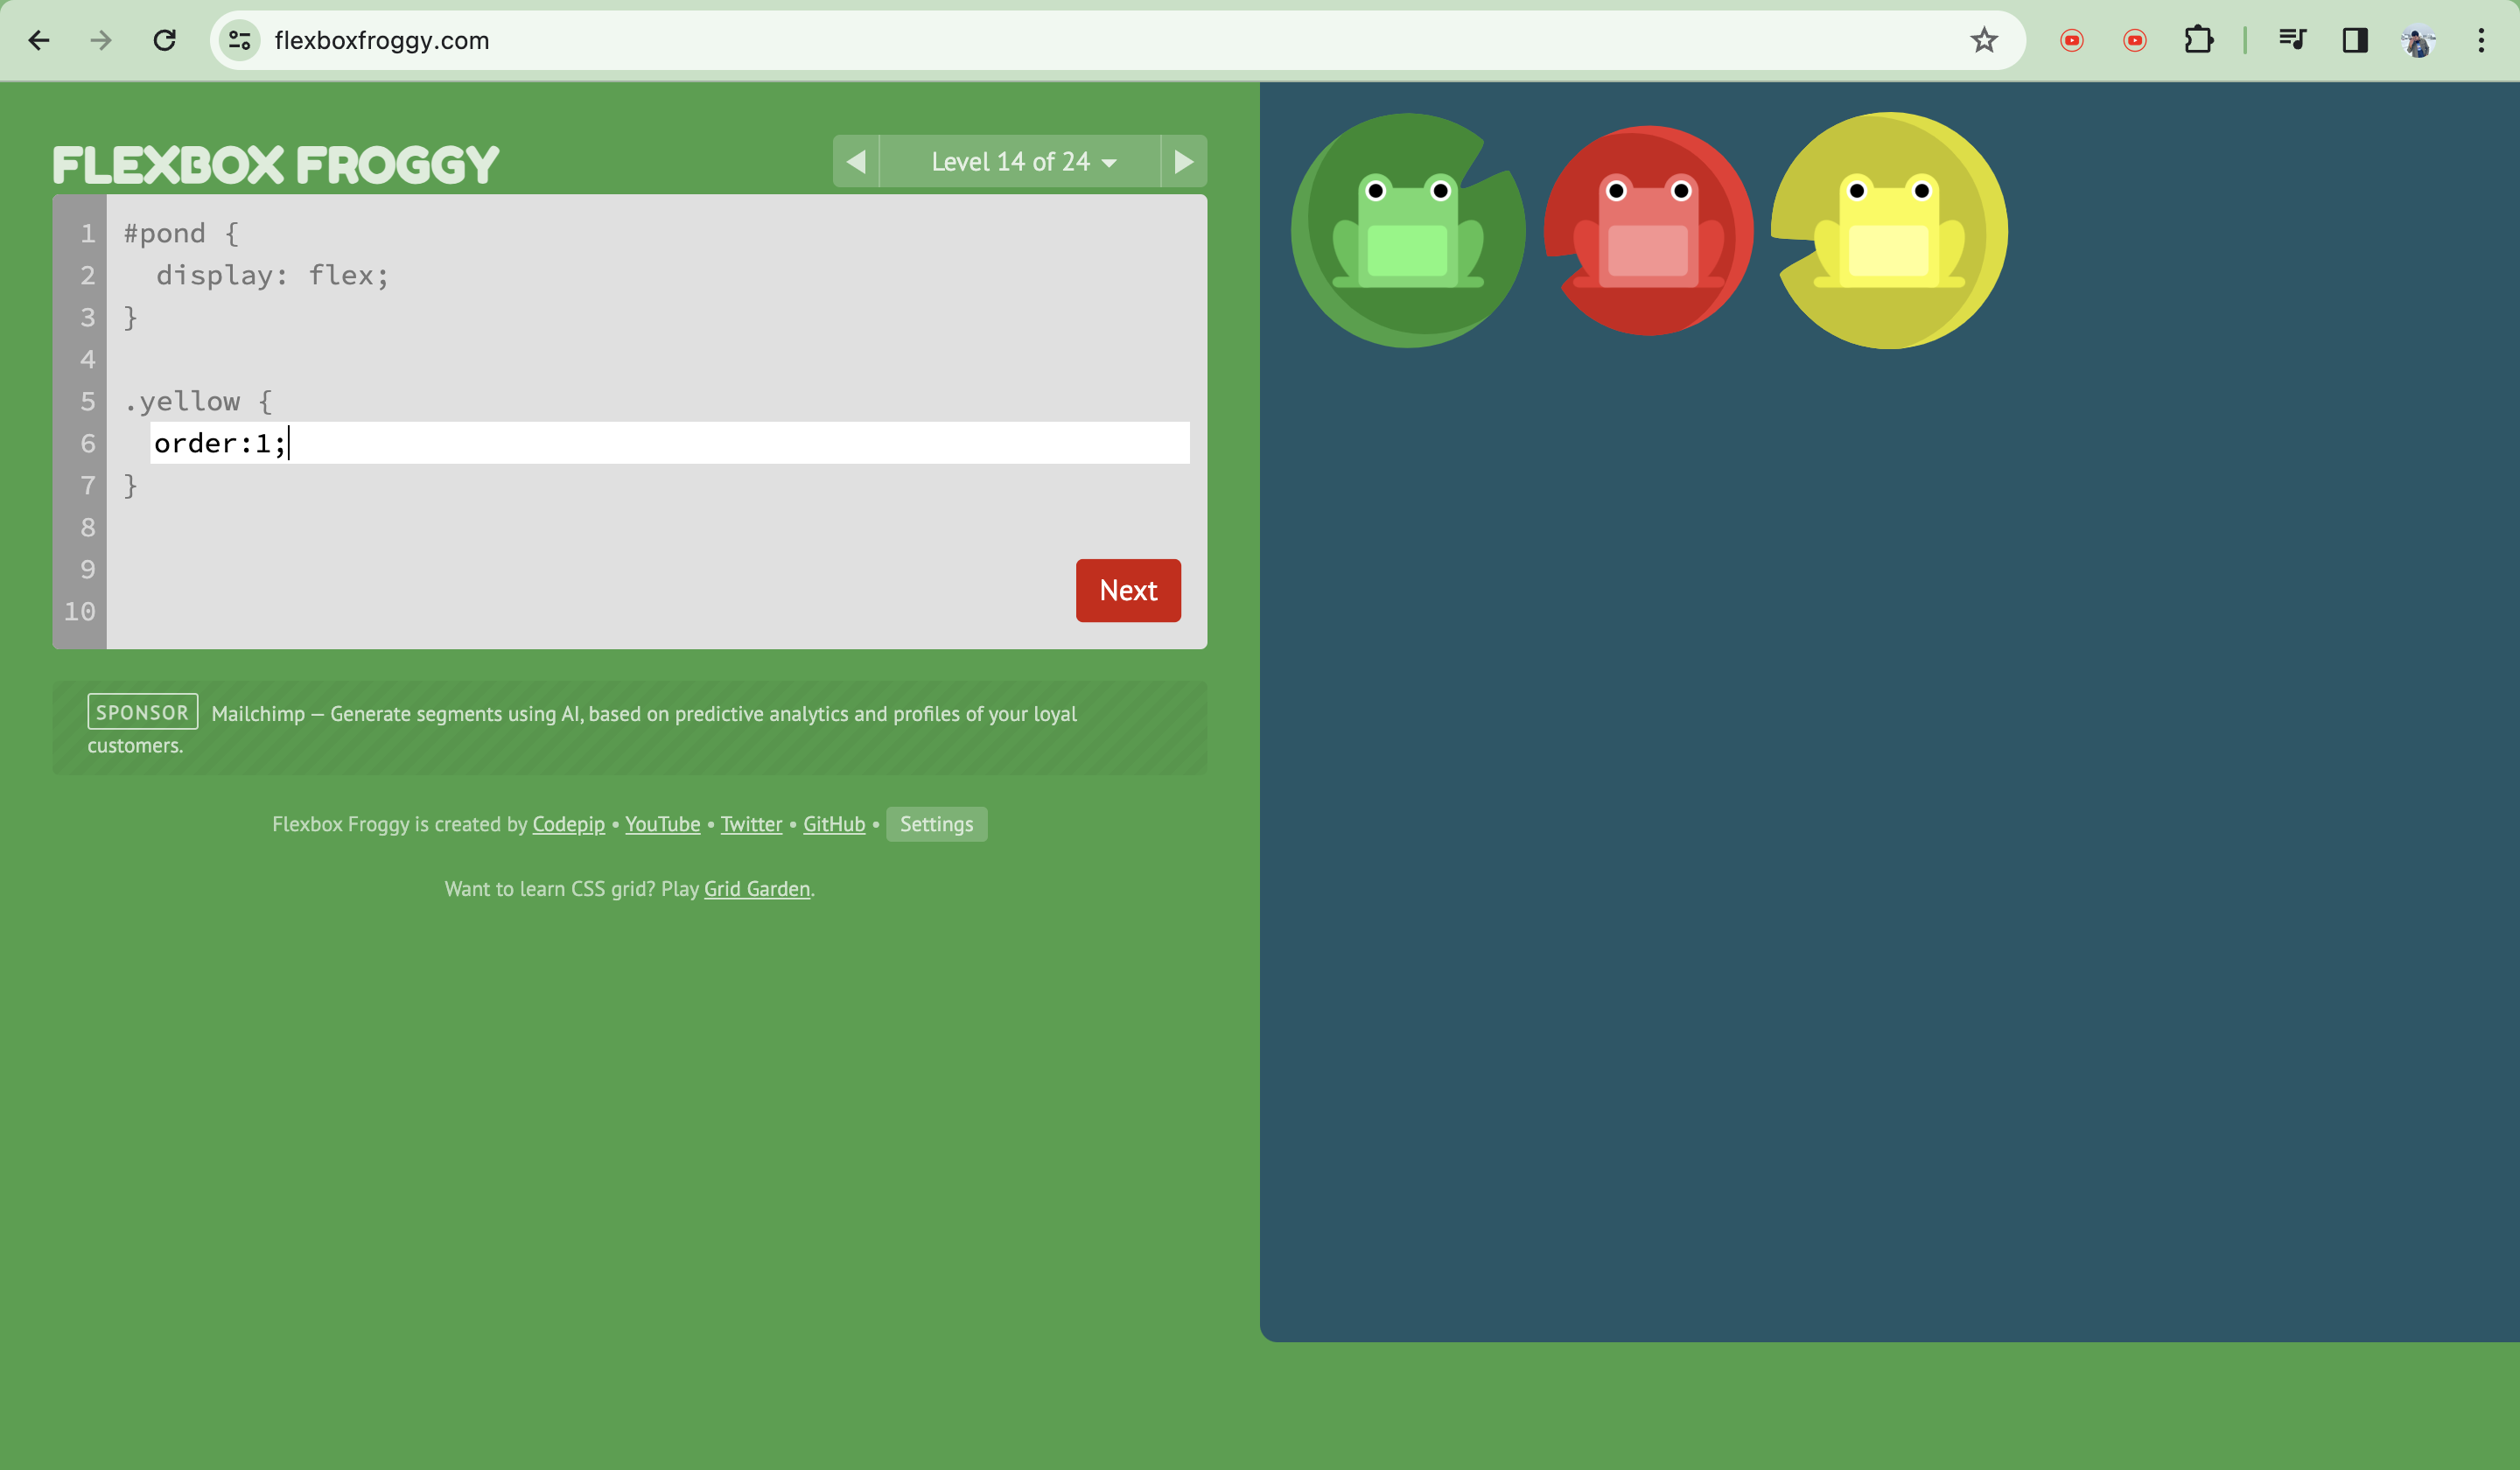 flexboxfroggy.com
FLEXBOX FROGGY
Level 14 of 24
1 #pond {
2 display: flex;
3 }
4
5 .yellow {
6 order:1;
7 }
8
9
10
Next
SPONSOR Mailchimp — Generate segments using AI, based on predictive analytics and profiles of your loyal
customers.
Flexbox Froggy is created by Codepip • YouTube • Twitter • GitHub • Settings
Want to learn CSS grid? Play Grid Garden.